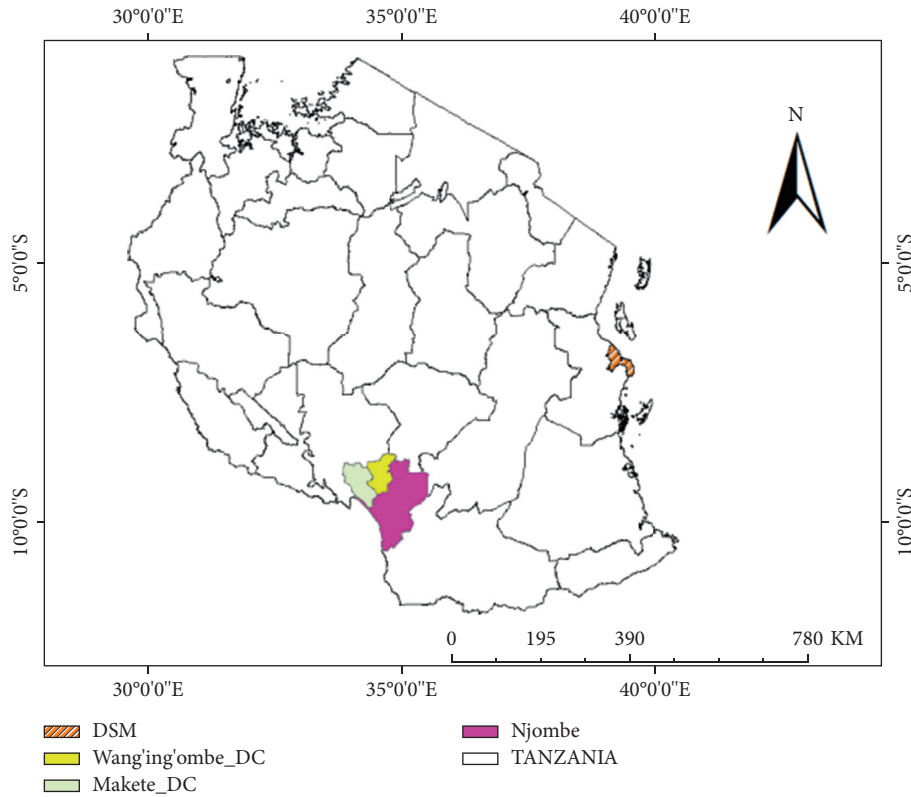 30°0'0"E 35°0'0"E 40°0'0"E
N
5°0'0"S 5°0'0"S
10°0'0"S 10°0'0"S
0 195 390 780 KM
30°0'0"E 35°0'0"E 40°0'0"E
DSM Njombe
Wang'ing'ombe_DC TANZANIA
Makete_DC